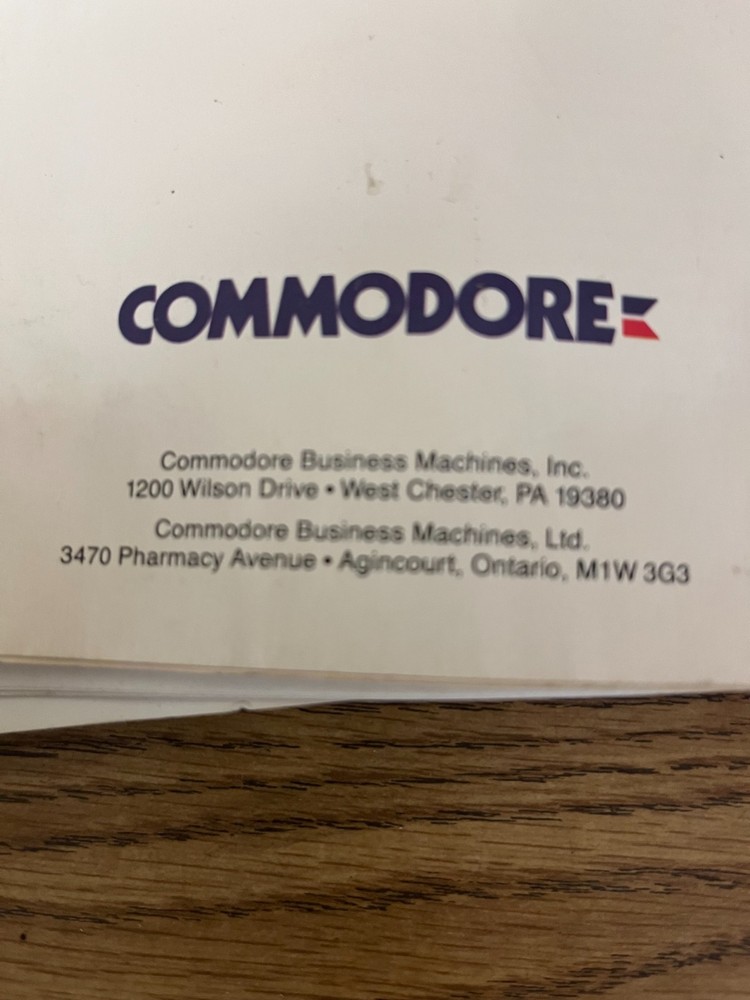 COMMODORE
Commodore Business Machines, Inc.
1200 Wilson Drive • West Chester, PA 19380
Commodore Business Machines, Ltd.
3470 Pharmacy Avenue • Agincourt, Ontario, M1W 3G3